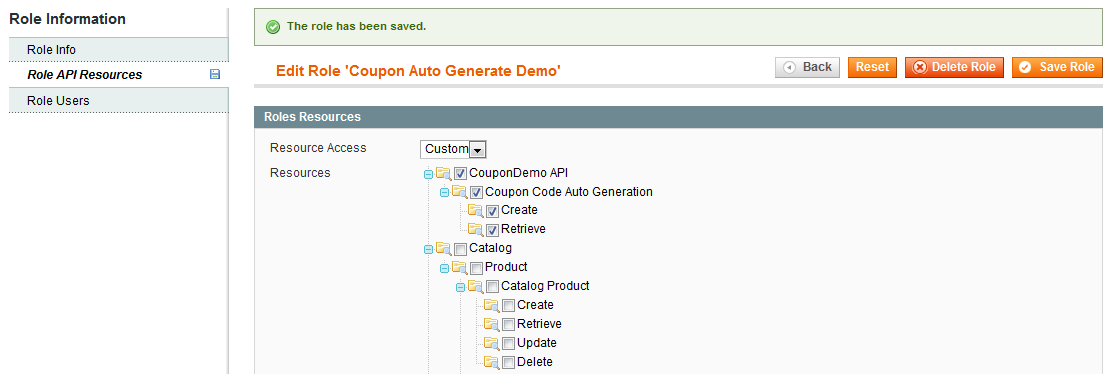 Role Information
Role Info
Role API Resources
Role Users
The role has been saved.
Edit Role 'Coupon Auto Generate Demo'
Back
Reset
Delete Role
Save Role
Roles Resources
Resource Access
Custom
Resources
CouponDemo API
Coupon Code Auto Generation
Create
Retrieve
Catalog
Product
Catalog Product
Create
Retrieve
Update
Delete